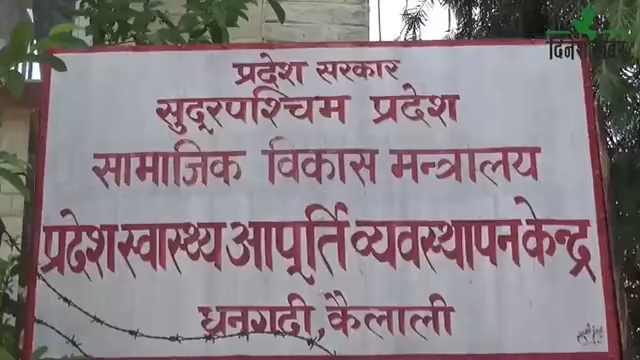 प्रदेश सरकार
सुदूरपश्चिम प्रदेश
सामाजिक विकास मन्त्रालय
प्रदेश स्वास्थ्य आपूर्ति व्यवस्थापन केन्द्र
धनगढी, कैलाली